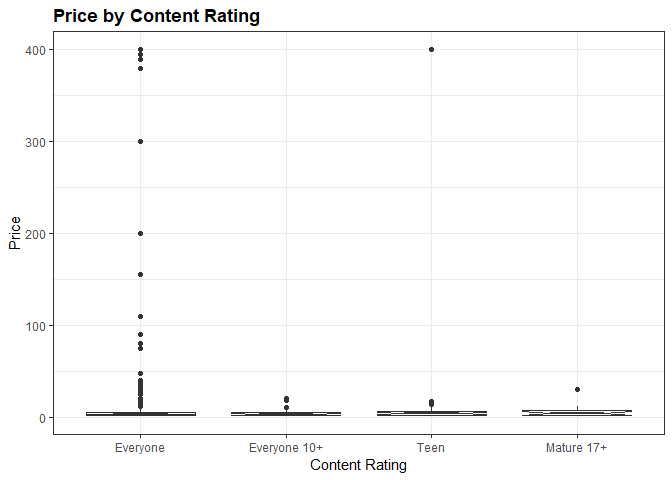 Price by Content Rating
400
300
200
100
0
Price
Everyone Everyone 10+ Teen Mature 17+
Content Rating